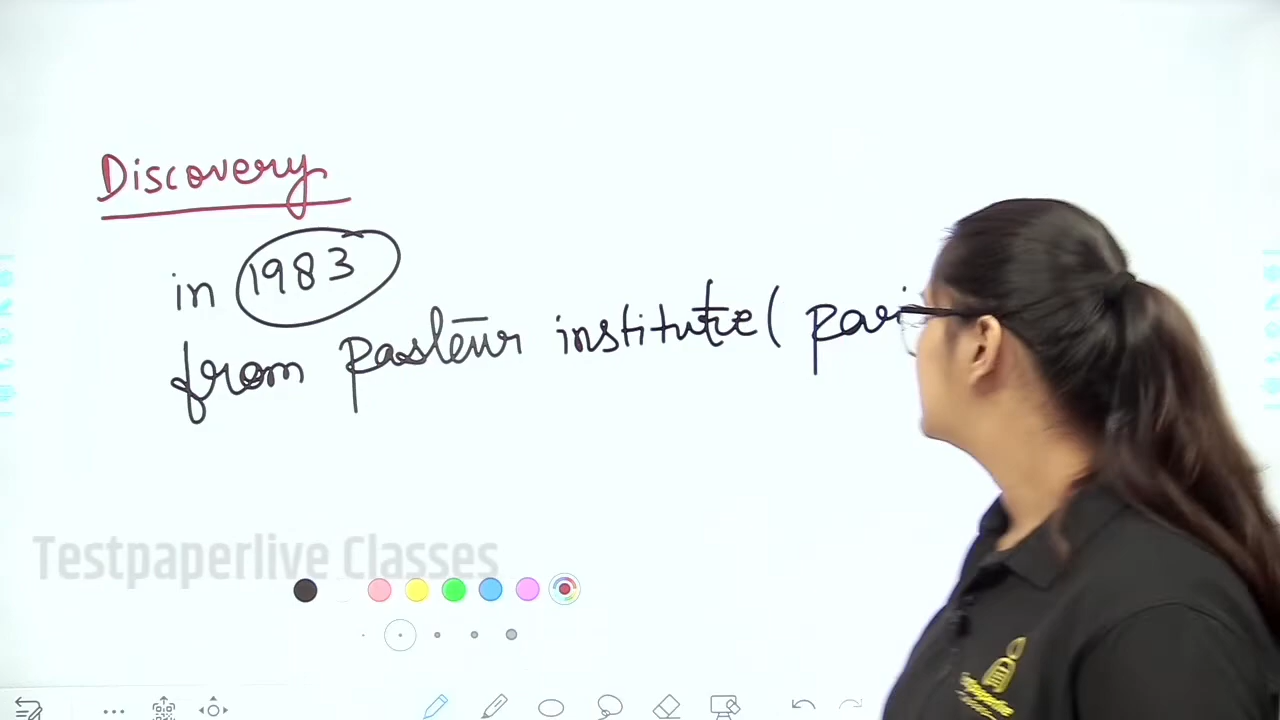 Discovery
in 1983
from Pasteur institute( pari
Testpaperlive Classes